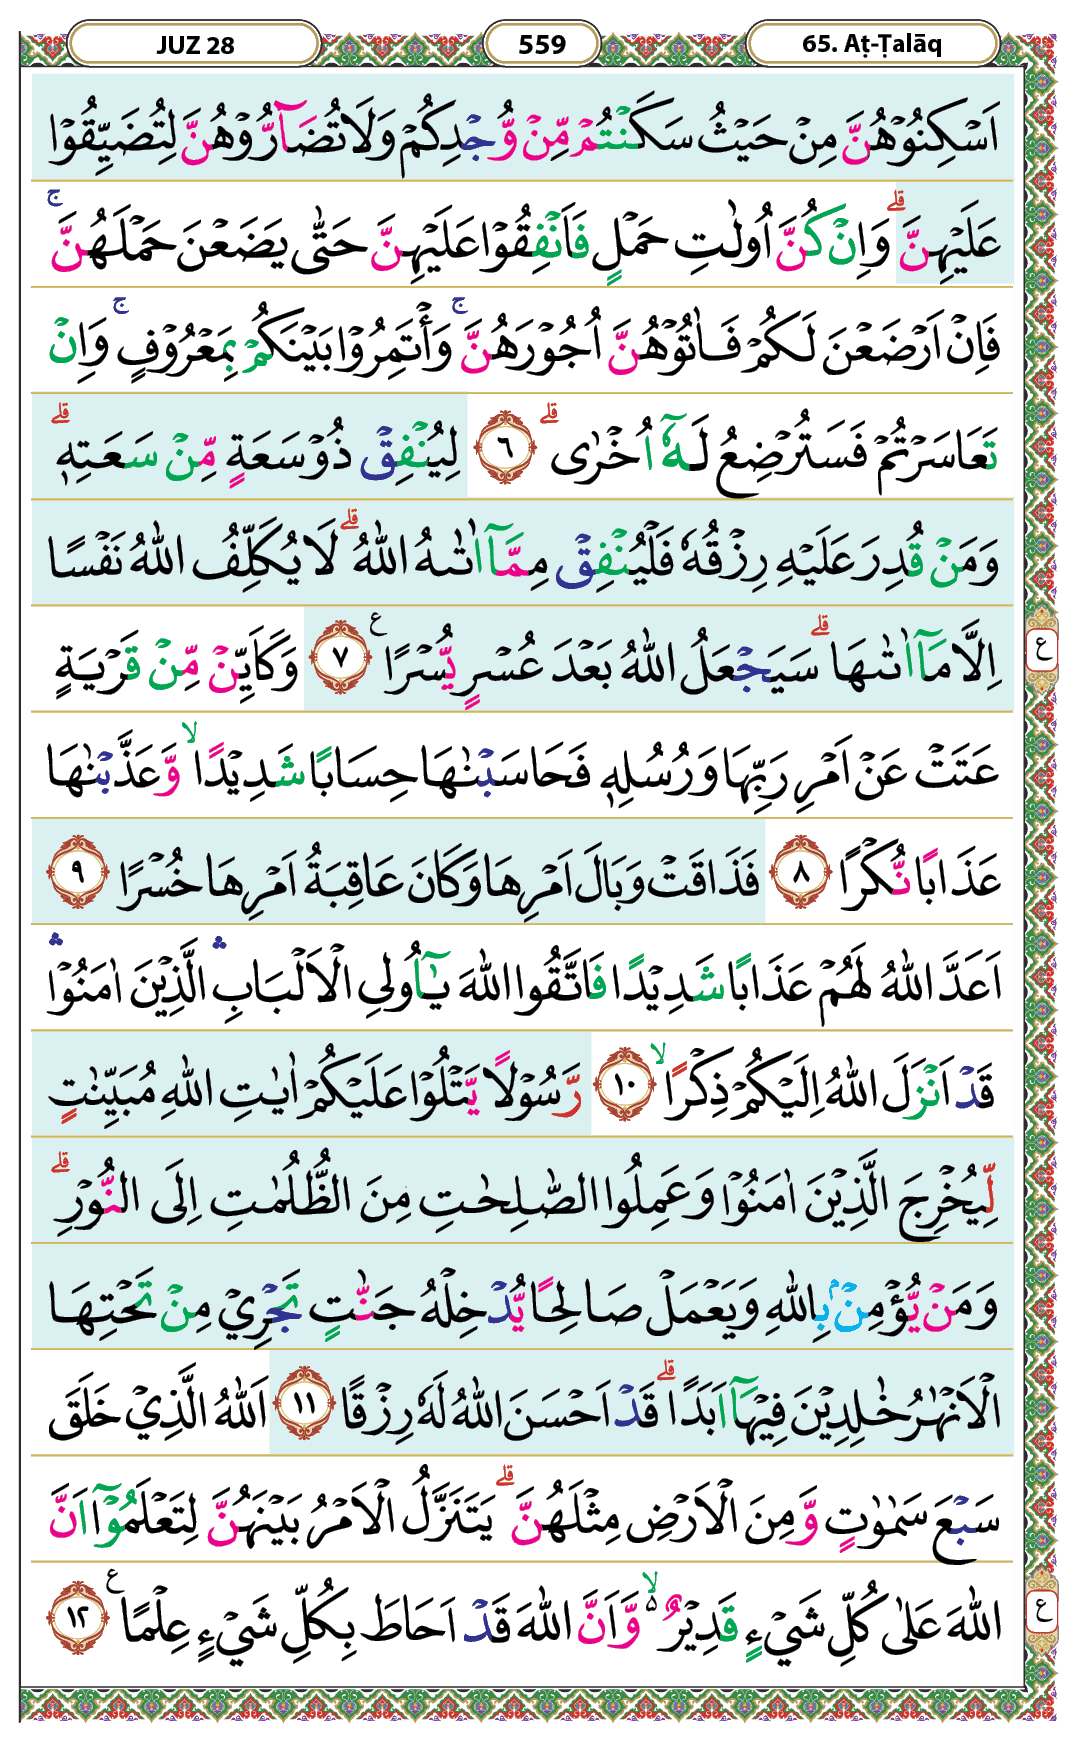 JUZ 28
559
65. Aṭ-Ṭalāq
اَسْكِنُوْهُنَّ مِنْ حَيْثُ سَكَنْتُمْ مِّنْ وُّجْدِكُمْ وَلَا تُضَآرُّوْهُنَّ لِتُضَيِّقُوْا
عَلَيْهِنَّ ۗ وَاِنْ كُنَّ اُولٰتِ حَمْلٍ فَاَنْفِقُوْا عَلَيْهِنَّ حَتّٰى يَضَعْنَ حَمْلَهُنَّ ۚ
فَاِنْ اَرْضَعْنَ لَكُمْ فَاٰتُوْهُنَّ اُجُوْرَهُنَّ ۚ وَأْتَمِرُوْا بَيْنَكُمْ بِمَعْرُوْفٍ ۚ وَاِنْ
تَعَاسَرْتُمْ فَسَتُرْضِعُ لَهٗٓ اُخْرٰى ۗ ٦ لِيُنْفِقْ ذُوْ سَعَةٍ مِّنْ سَعَتِهٖ ۗ
وَمَنْ قُدِرَ عَلَيْهِ رِزْقُهٗ فَلْيُنْفِقْ مِمَّآ اٰتٰىهُ اللّٰهُ ۗ لَا يُكَلِّفُ اللّٰهُ نَفْسًا
اِلَّا مَآ اٰتٰىهَا ۗ سَيَجْعَلُ اللّٰهُ بَعْدَ عُسْرٍ يُّسْرًا ࣖ ٧ وَكَاَيِّنْ مِّنْ قَرْيَةٍ
ع
عَتَتْ عَنْ اَمْرِ رَبِّهَا وَرُسُلِهٖ فَحَاسَبْنٰهَا حِسَابًا شَدِيْدًا ۙ وَّعَذَّبْنٰهَا
عَذَابًا نُّكْرًا ٨ فَذَاقَتْ وَبَالَ اَمْرِهَا وَكَانَ عَاقِبَةُ اَمْرِهَا خُسْرًا ٩
اَعَدَّ اللّٰهُ لَهُمْ عَذَابًا شَدِيْدًا فَاتَّقُوا اللّٰهَ يٰٓاُولِى الْاَلْبَابِ ۛ الَّذِيْنَ اٰمَنُوْا ۛ
قَدْ اَنْزَلَ اللّٰهُ اِلَيْكُمْ ذِكْرًا ۙ ١٠ رَّسُوْلًا يَّتْلُوْا عَلَيْكُمْ اٰيٰتِ اللّٰهِ مُبَيِّنٰتٍ
لِّيُخْرِجَ الَّذِيْنَ اٰمَنُوْا وَعَمِلُوا الصّٰلِحٰتِ مِنَ الظُّلُمٰتِ اِلَى النُّوْرِ ۗ
وَمَنْ يُّؤْمِنْ ۢ بِاللّٰهِ وَيَعْمَلْ صَالِحًا يُّدْخِلْهُ جَنّٰتٍ تَجْرِيْ مِنْ تَحْتِهَا
الْاَنْهٰرُ خٰلِدِيْنَ فِيْهَآ اَبَدًا ۗ قَدْ اَحْسَنَ اللّٰهُ لَهٗ رِزْقًا ١١ اَللّٰهُ الَّذِيْ خَلَقَ
سَبْعَ سَمٰوٰتٍ وَّمِنَ الْاَرْضِ مِثْلَهُنَّ ۗ يَتَنَزَّلُ الْاَمْرُ بَيْنَهُنَّ لِتَعْلَمُوْٓا اَنَّ
اللّٰهَ عَلٰى كُلِّ شَيْءٍ قَدِيْرٌ ەۙ وَّاَنَّ اللّٰهَ قَدْ اَحَاطَ بِكُلِّ شَيْءٍ عِلْمًا ࣖ ١٢
ع